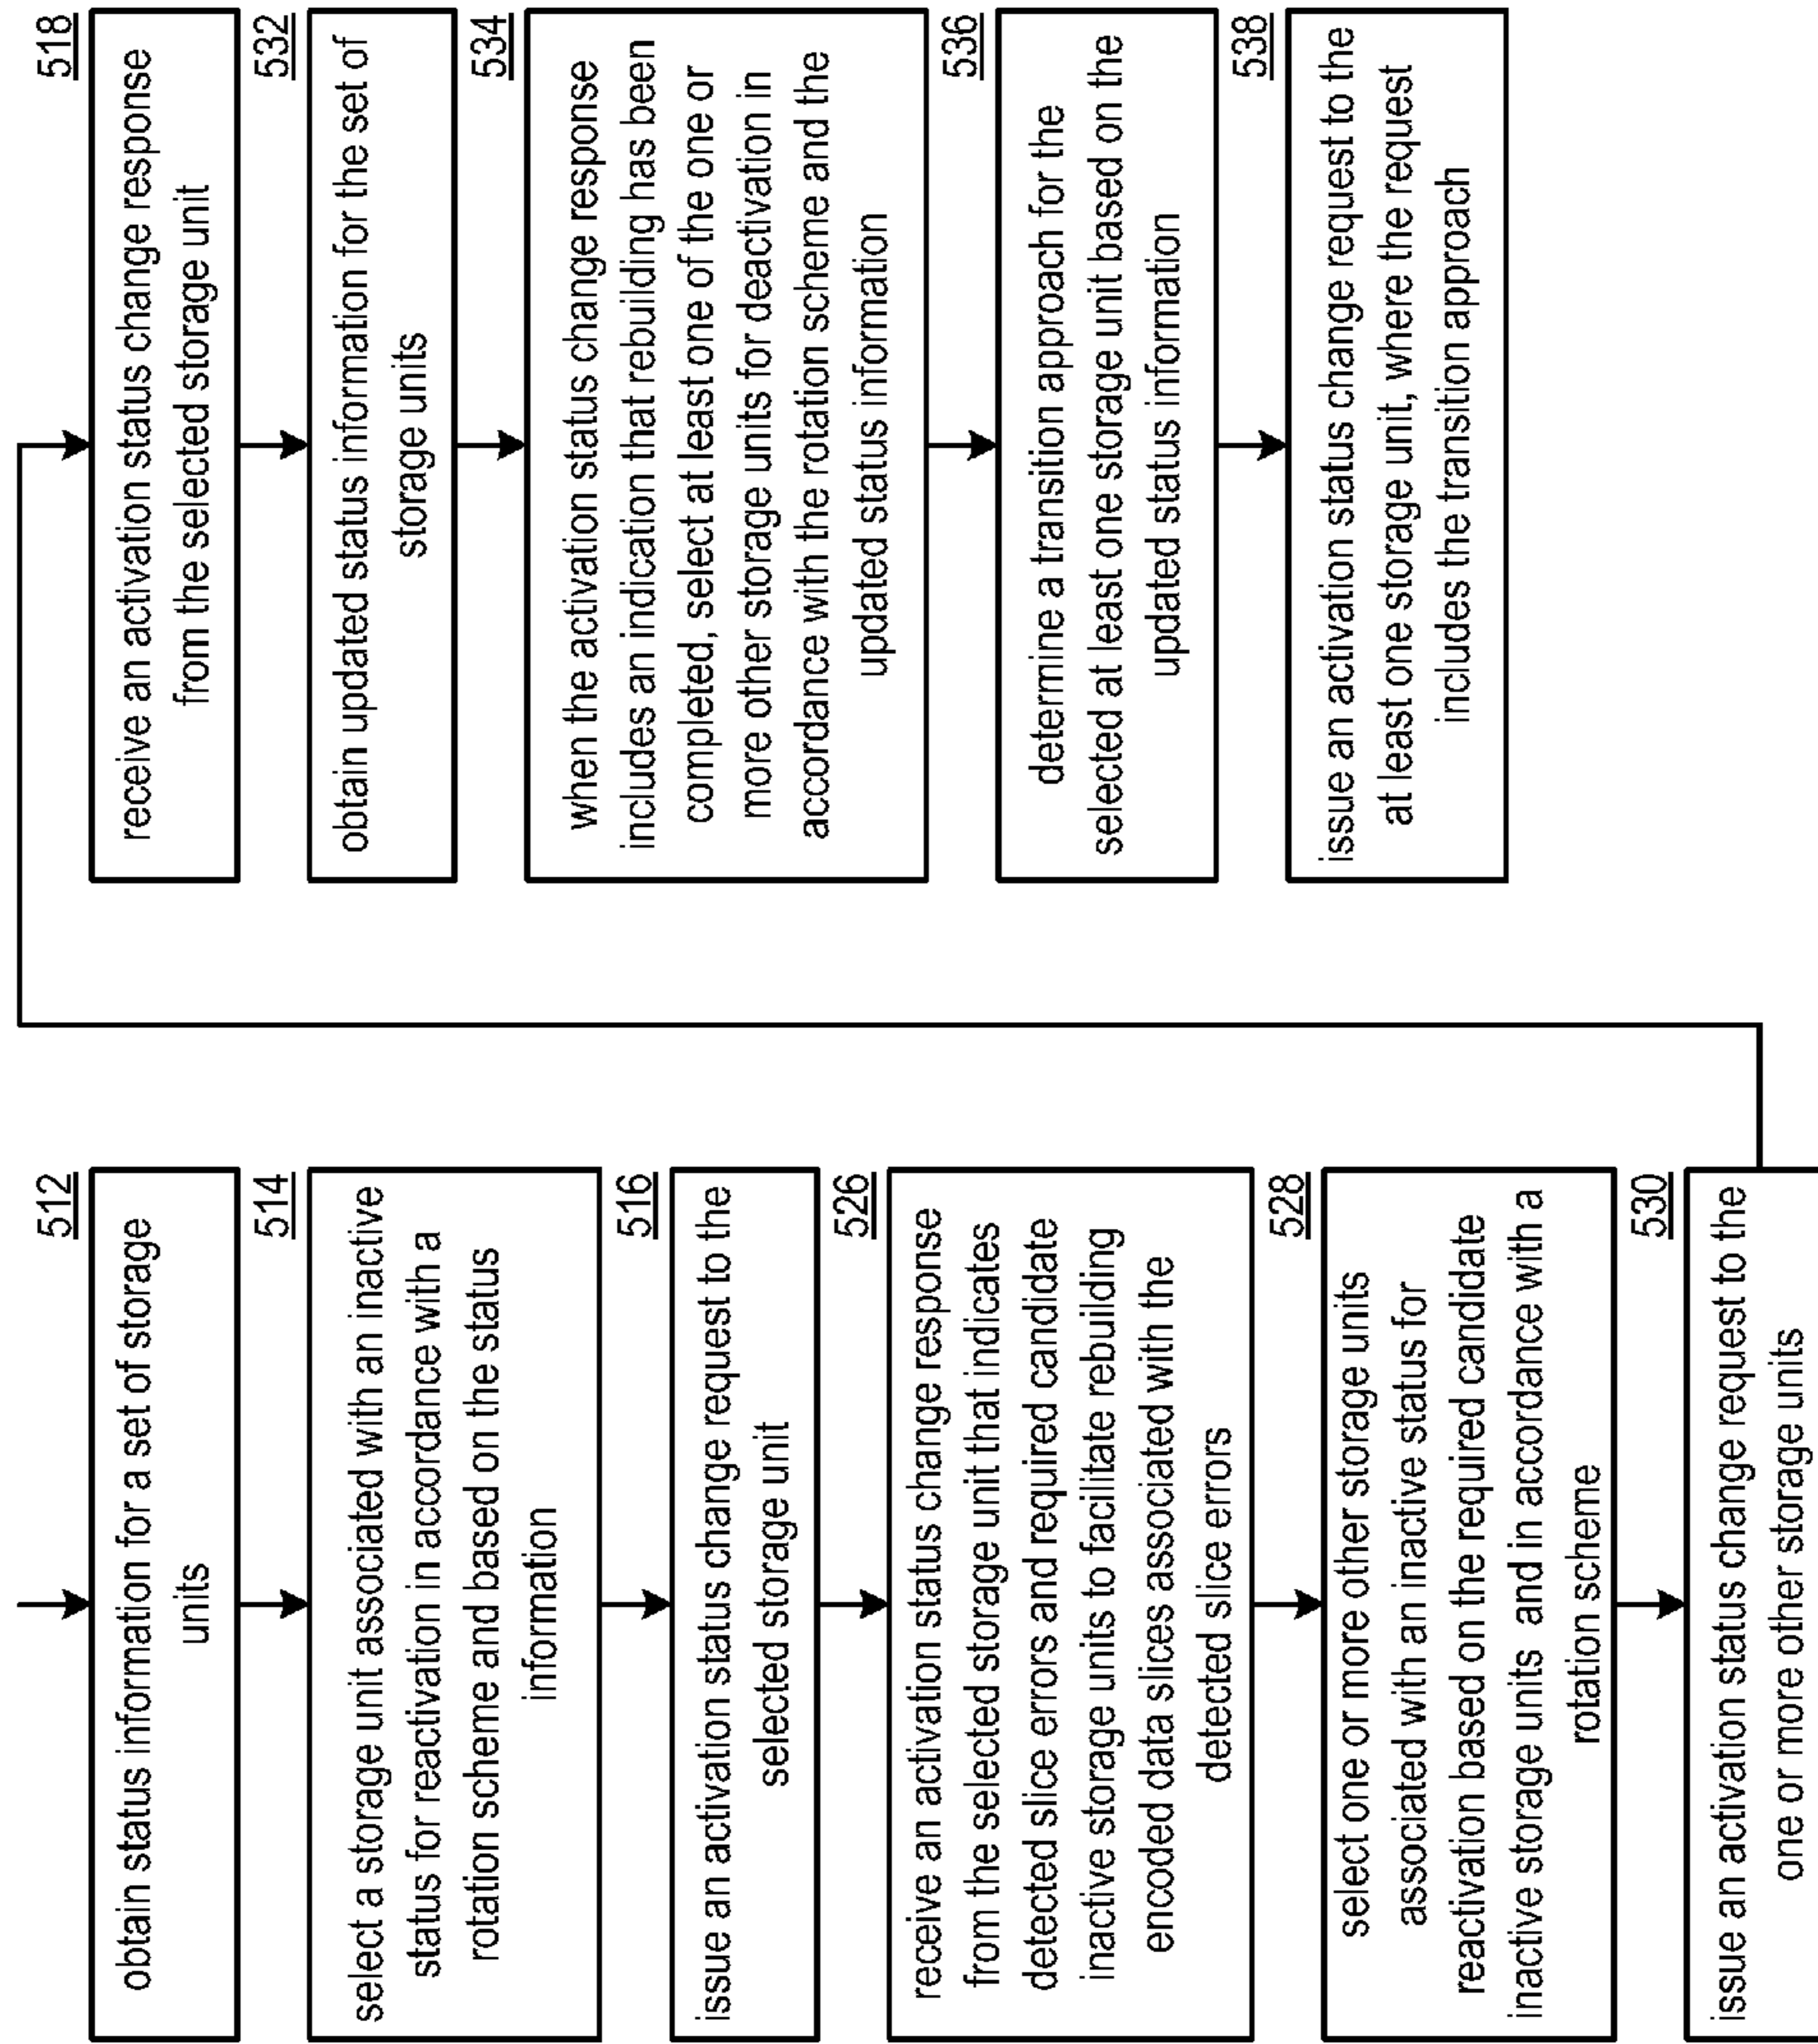 512
obtain status information for a set of storage
units
514
select a storage unit associated with an inactive
status for reactivation in accordance with a
rotation scheme and based on the status
information
516
issue an activation status change request to the
selected storage unit
526
receive an activation status change response
from the selected storage unit that indicates
detected slice errors and required candidate
inactive storage units to facilitate rebuilding
encoded data slices associated with the
detected slice errors
528
select one or more other storage units
associated with an inactive status for
reactivation based on the required candidate
inactive storage units and in accordance with a
rotation scheme
530
issue an activation status change request to the
one or more other storage units
518
receive an activation status change response
from the selected storage unit
532
obtain updated status information for the set of
storage units
534
when the activation status change response
includes an indication that rebuilding has been
completed, select at least one of the one or
more other storage units for deactivation in
accordance with the rotation scheme and the
updated status information
536
determine a transition approach for the
selected at least one storage unit based on the
updated status information
538
issue an activation status change request to the
at least one storage unit, where the request
includes the transition approach